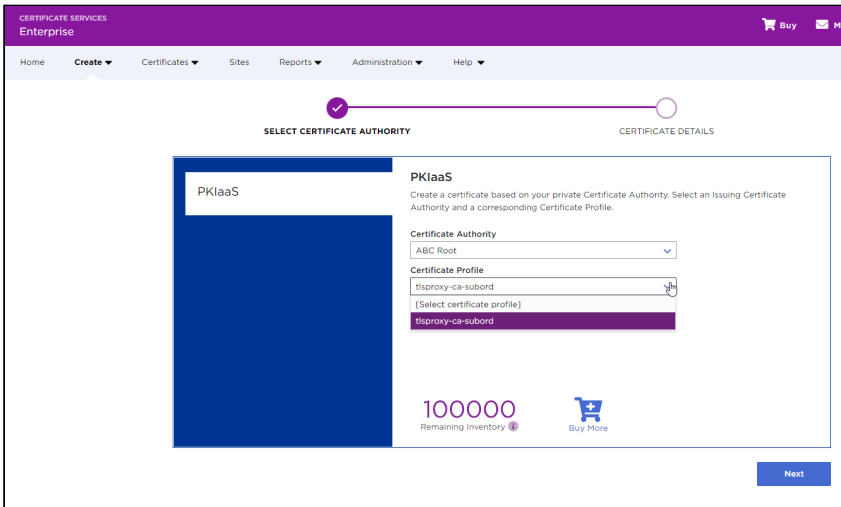 CERTIFICATE SERVICES
Enterprise
Buy
Home
Create
Certificates
Sites
Reports
Administration
Help
SELECT CERTIFICATE AUTHORITY
CERTIFICATE DETAILS
PKIaaS
PKIaaS
Create a certificate based on your private Certificate Authority. Select an Issuing Certificate
Authority and a corresponding Certificate Profile.
Certificate Authority
ABC Root
Certificate Profile
tlsproxy-ca-subord
[Select certificate profile]
tlsproxy-ca-subord
100000
Remaining Inventory i
Buy More
Next